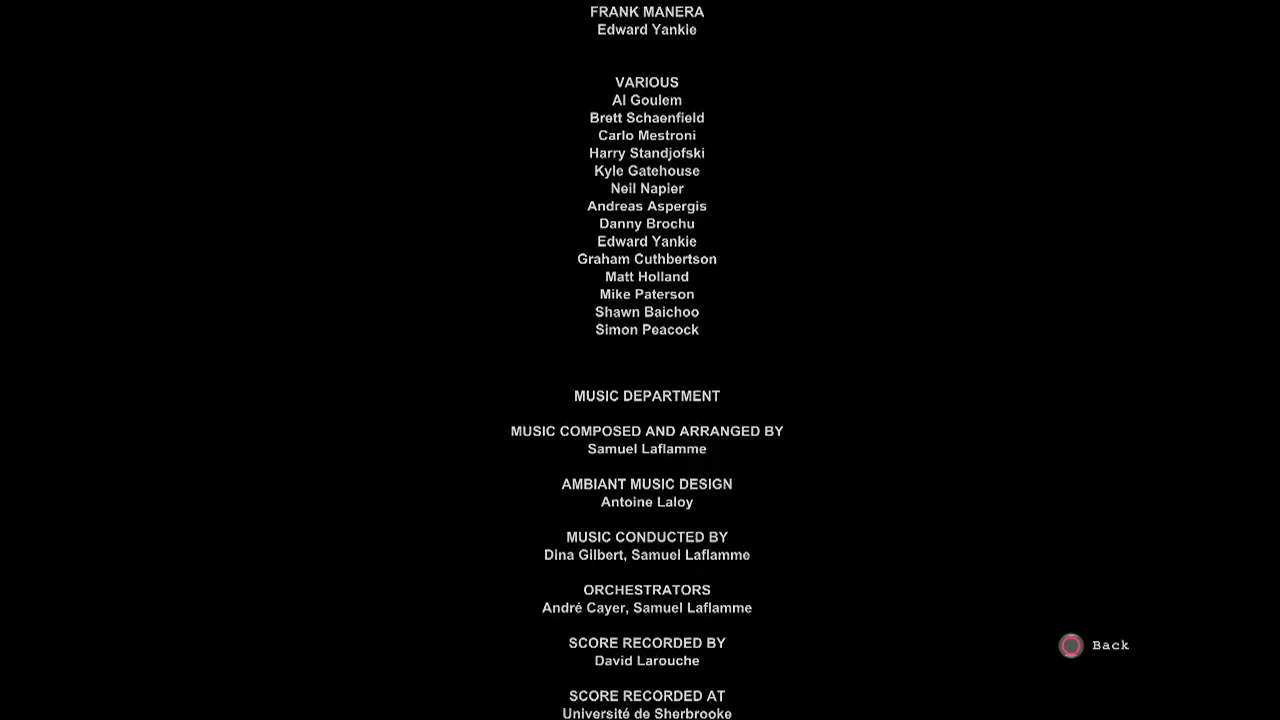 FRANK MANERA
Edward Yankie
VARIOUS
Al Goulem
Brett Schaenfield
Carlo Mestroni
Harry Standjofski
Kyle Gatehouse
Neil Napier
Andreas Aspergis
Danny Brochu
Edward Yankie
Graham Cuthbertson
Matt Holland
Mike Paterson
Shawn Baichoo
Simon Peacock
MUSIC DEPARTMENT
MUSIC COMPOSED AND ARRANGED BY
Samuel Laflamme
AMBIANT MUSIC DESIGN
Antoine Laloy
MUSIC CONDUCTED BY
Dina Gilbert, Samuel Laflamme
ORCHESTRATORS
André Cayer, Samuel Laflamme
SCORE RECORDED BY
David Larouche
SCORE RECORDED AT
Université de Sherbrooke
Back